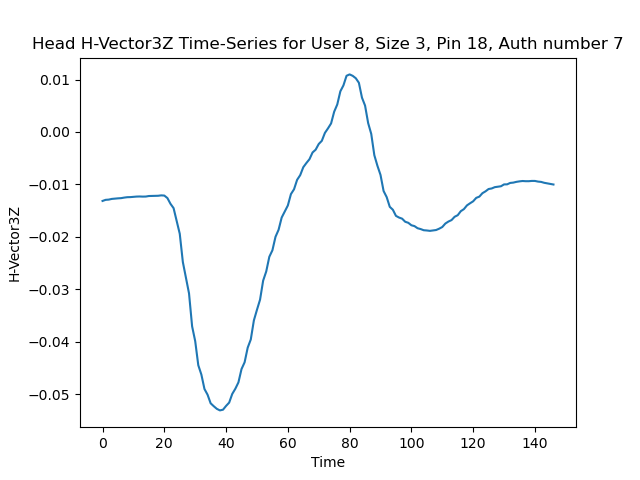 Head H-Vector3Z Time-Series for User 8, Size 3, Pin 18, Auth number 7
0.01
0.00
−0.01
−0.02
−0.03
−0.04
−0.05
H-Vector3Z
0 20 40 60 80 100 120 140
Time